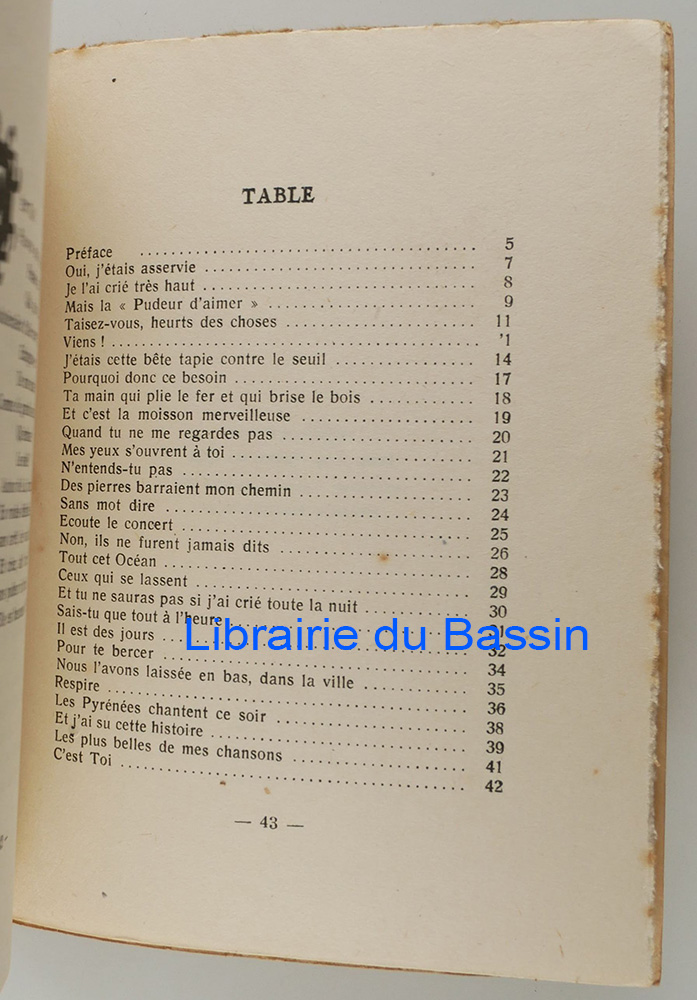 TABLE
Préface ........ 5
Oui, j'étais asservie ........ 7
Je l'ai crié très haut ........ 8
Mais la « Pudeur d'aimer » ........ 9
Taisez-vous, heurts des choses ........ 11
Viens ! ........ '1
J'étais cette bête tapie contre le seuil ........ 14
Pourquoi donc ce besoin ........ 17
Ta main qui plie le fer et qui brise le bois ........ 18
Et c'est la moisson merveilleuse ........ 19
Quand tu ne me regardes pas ........ 20
Mes yeux s'ouvrent à toi ........ 21
N'entends-tu pas ........ 22
Des pierres barraient mon chemin ........ 23
Sans mot dire ........ 24
Ecoute le concert ........ 25
Non, ils ne furent jamais dits ........ 26
Tout cet Océan ........ 28
Ceux qui se lassent ........ 29
Et tu ne sauras pas si j'ai crié toute la nuit ........ 30
Sais-tu que tout à l'heure ........ 31
Il est des jours ........ 32
Librairie du Bassin
Pour te bercer ........ 34
Nous l'avons laissée en bas, dans la ville ........ 35
Respire ........ 36
Les Pyrénées chantent ce soir ........ 38
Et j'ai su cette histoire ........ 39
Les plus belles de mes chansons ........ 41
C'est Toi ........ 42
— 43 —